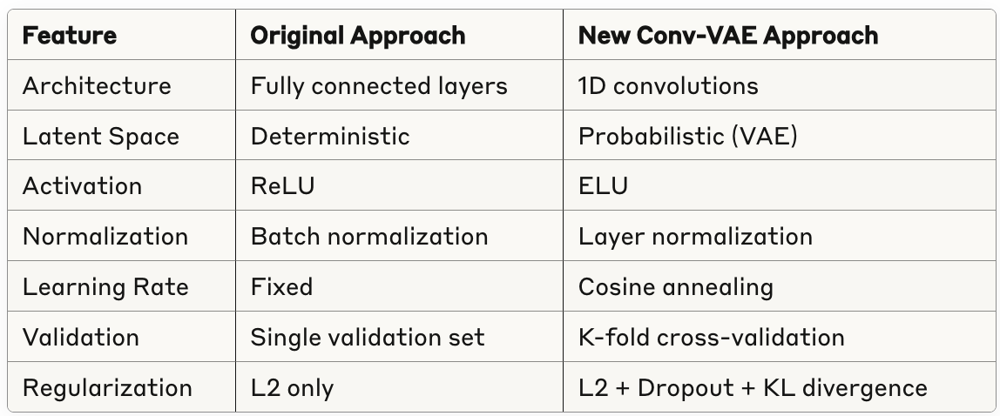 Feature Original Approach New Conv-VAE Approach
Architecture Fully connected layers 1D convolutions
Latent Space Deterministic Probabilistic (VAE)
Activation ReLU ELU
Normalization Batch normalization Layer normalization
Learning Rate Fixed Cosine annealing
Validation Single validation set K-fold cross-validation
Regularization L2 only L2 + Dropout + KL divergence